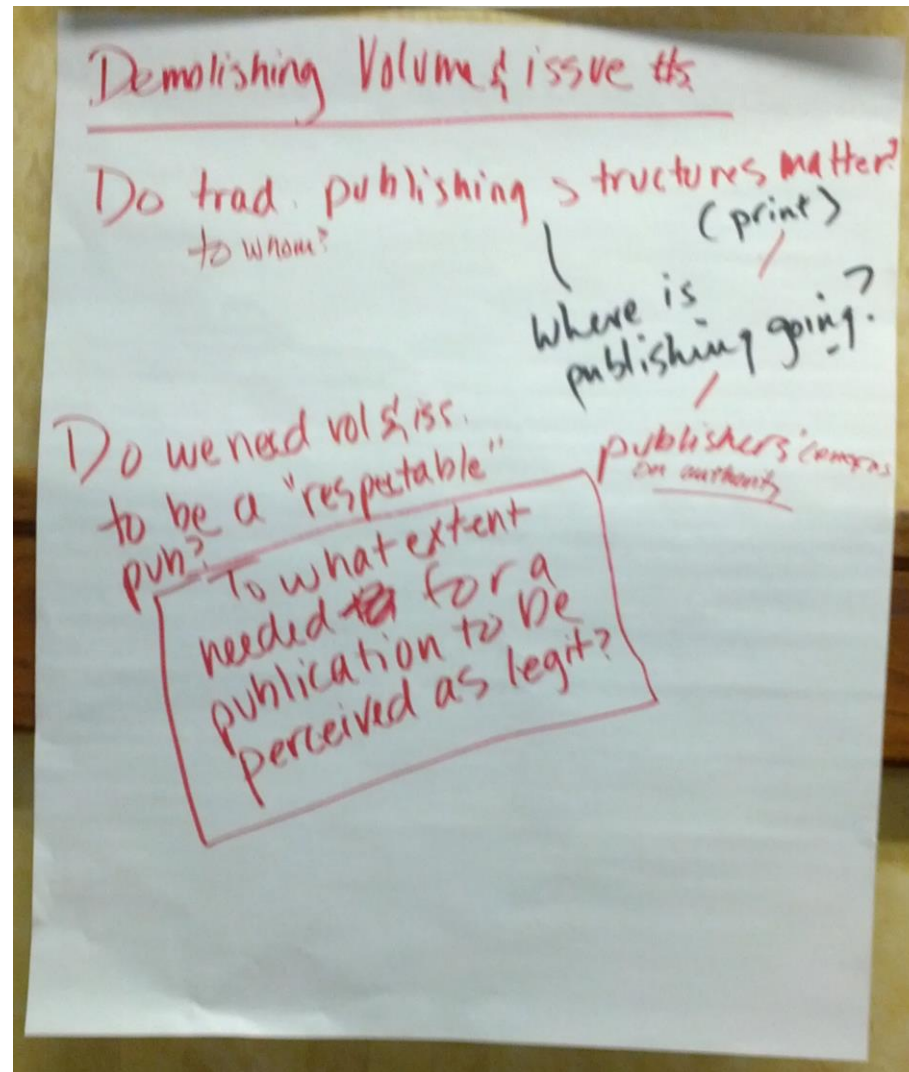 Demolishing Volume & issue #s
Do trad. publishing structures matter?
to whom?
(print)
Where is
publishing going?
publishers'
on authority
Do we need vol & iss.
to be a "respectable"
pub?
To what extent
needed for a
publication to be
perceived as legit?